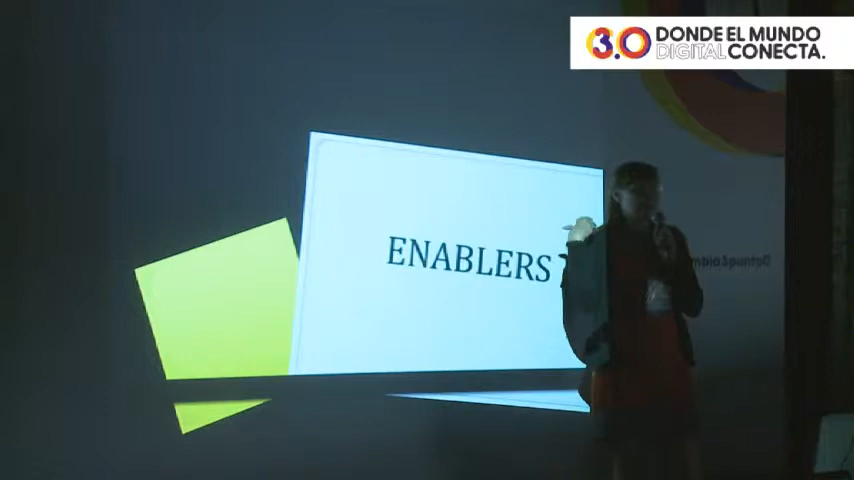 3.0 DONDE EL MUNDO
DIGITAL CONECTA.
ENABLERS